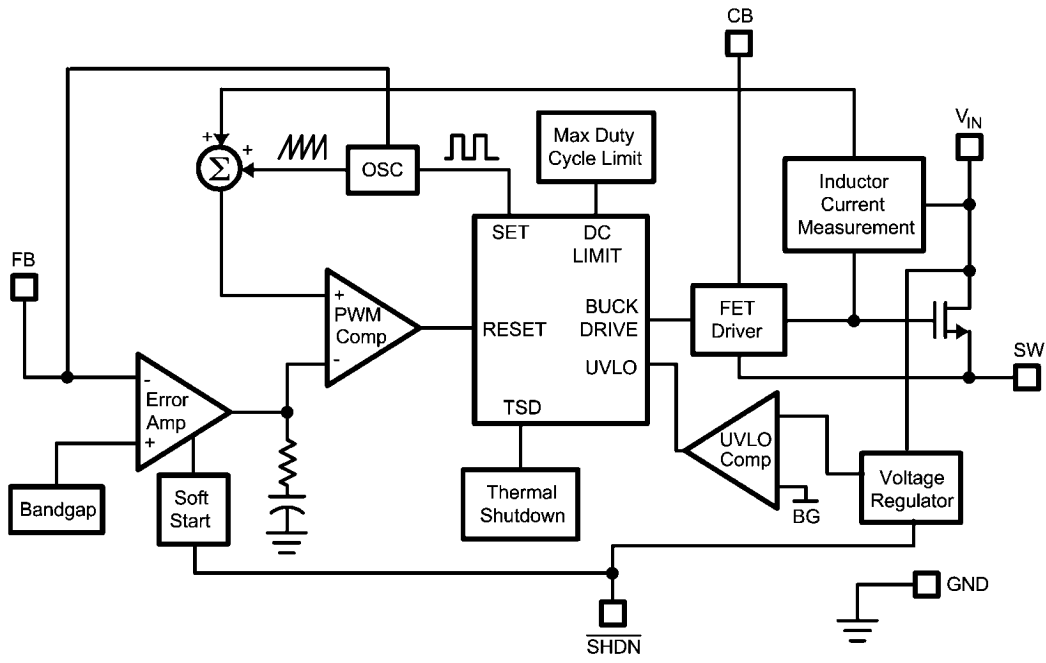 CB
V_IN
+
+
Σ
OSC
Max Duty
Cycle Limit
Inductor
Current
Measurement
SET
DC
LIMIT
FB
+
PWM
Comp
-
RESET
BUCK
DRIVE
FET
Driver
UVLO
SW
-
Error
Amp
+
TSD
UVLO
Comp
BG
Voltage
Regulator
Bandgap
Soft
Start
Thermal
Shutdown
GND
SHDN